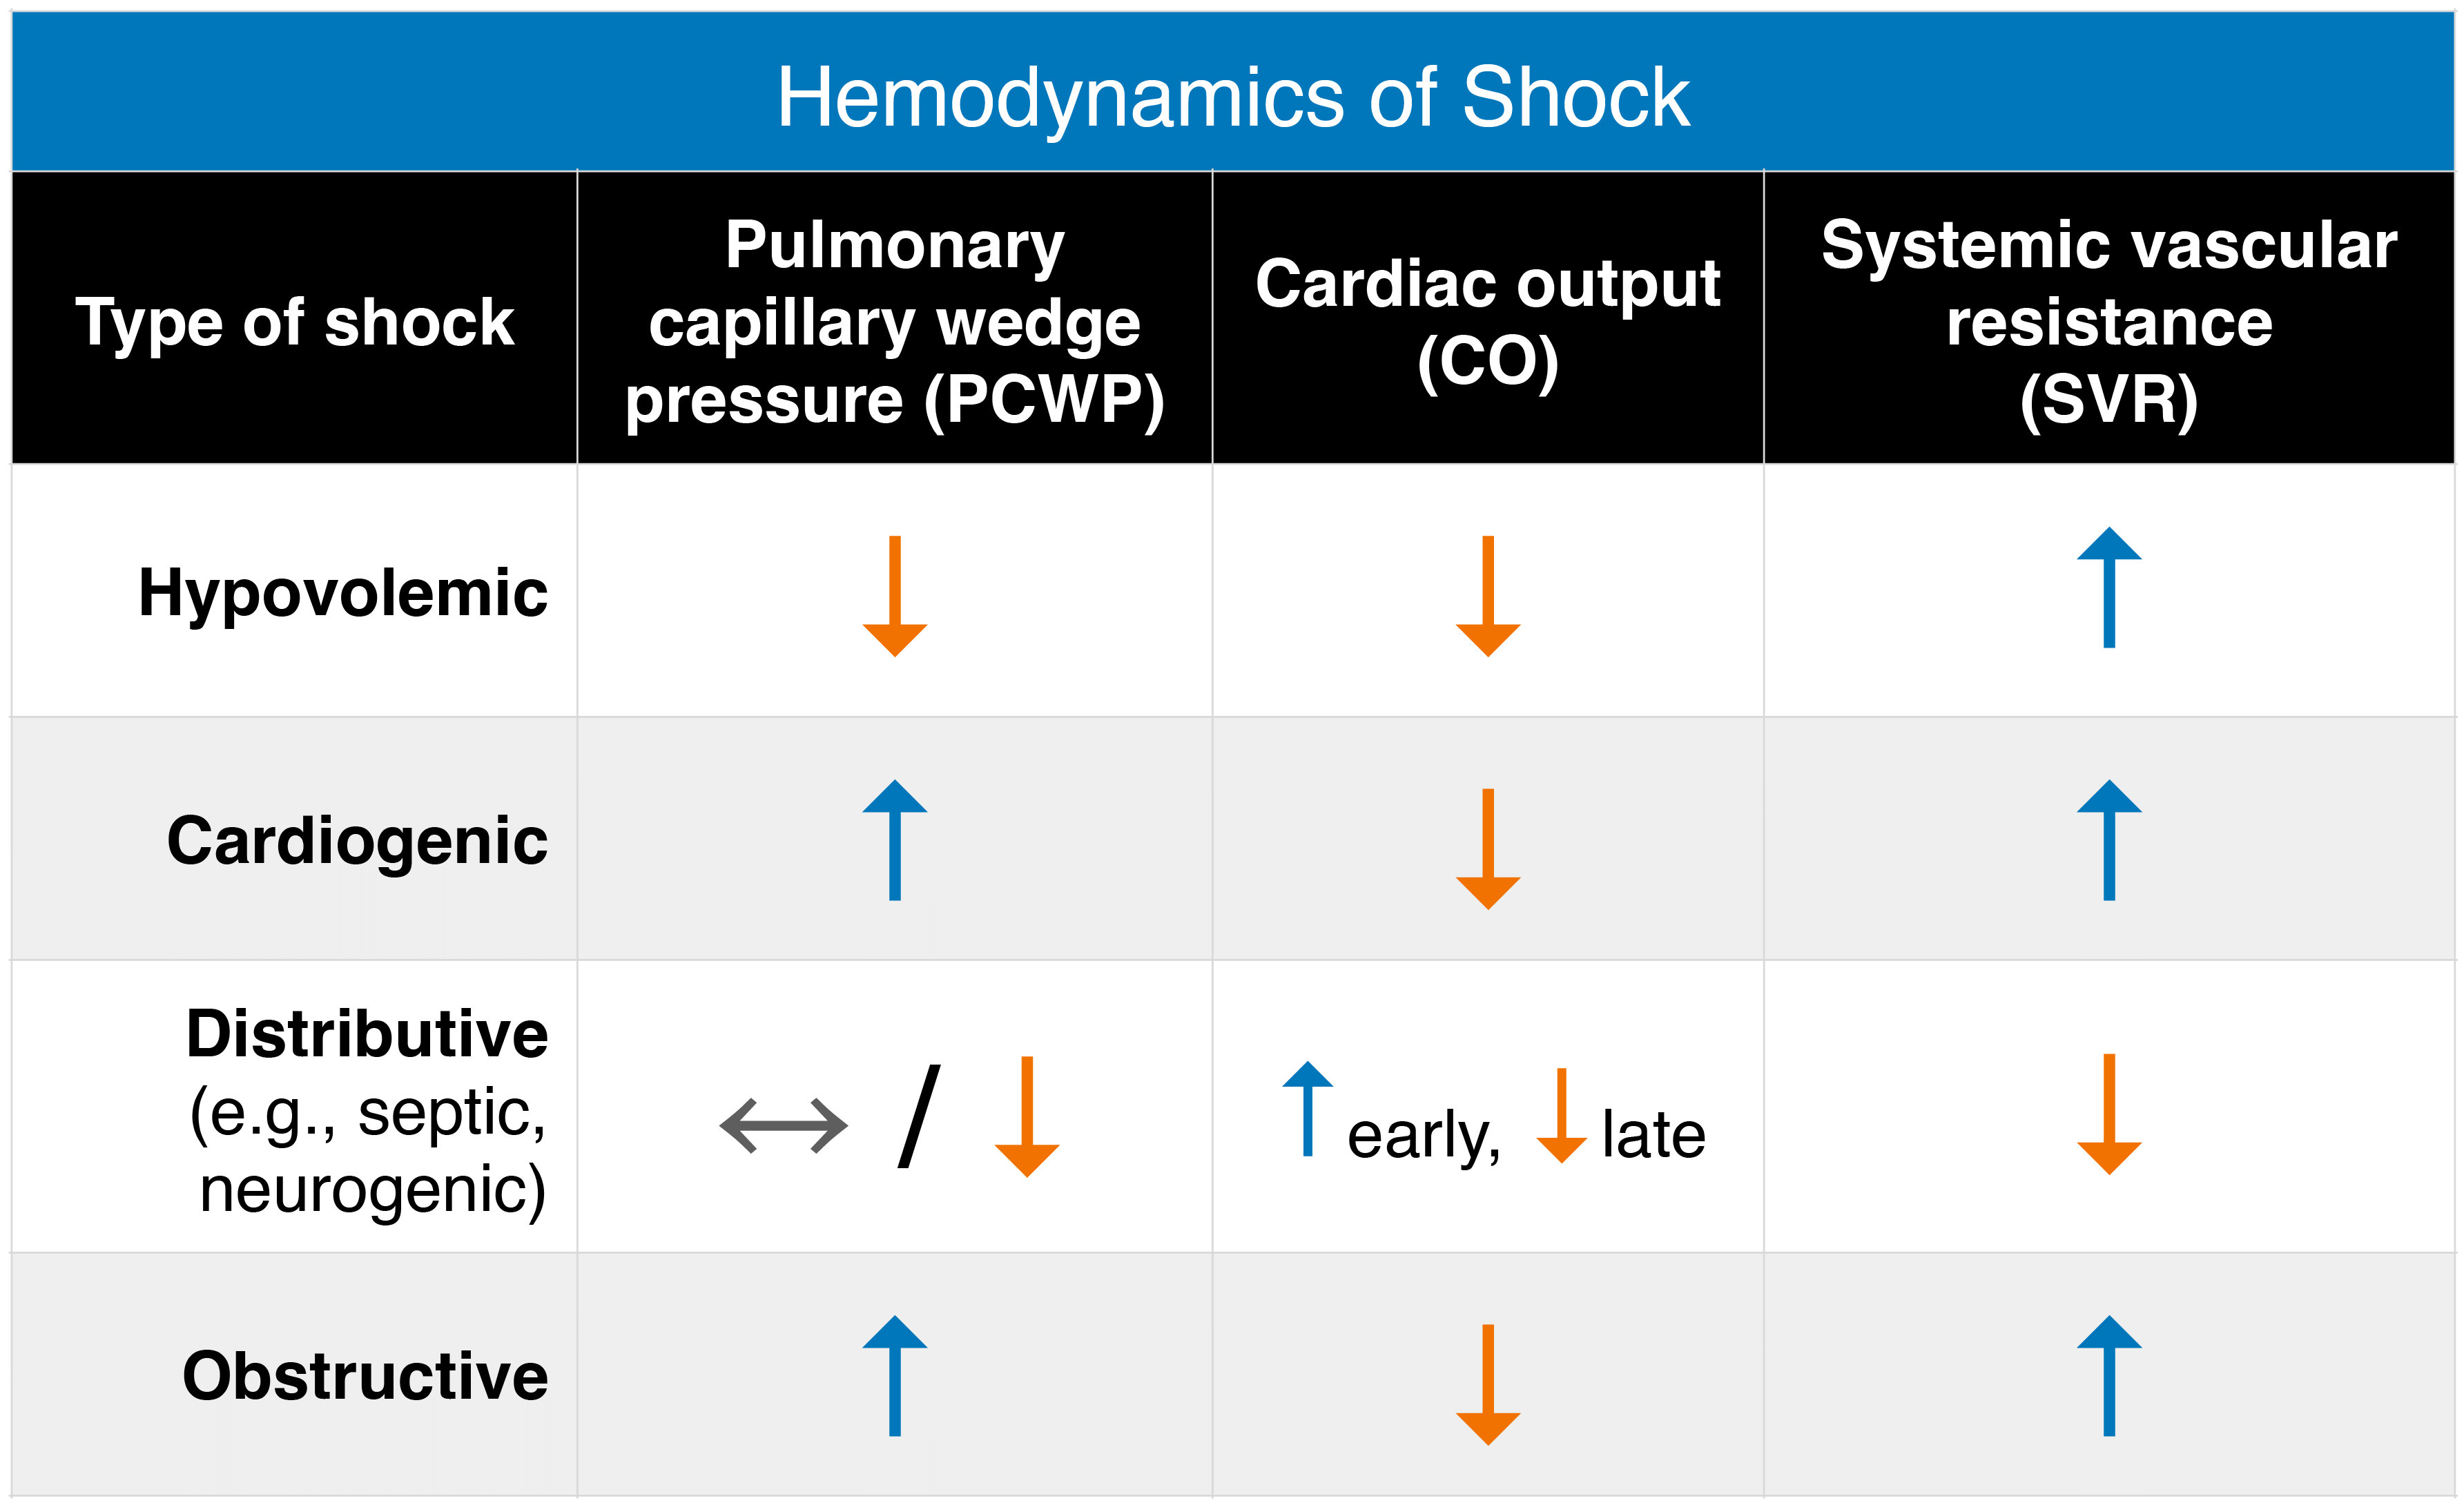 Hemodynamics of Shock
Type of shock
Pulmonary
capillary wedge
pressure (PCWP)
Cardiac output
(CO)
Systemic vascular
resistance
(SVR)
Hypovolemic
↓
↓
↑
Cardiogenic
↑
↓
↑
Distributive
(e.g., septic,
neurogenic)
↔ / ↓
↑ early, ↓ late
↓
Obstructive
↑
↓
↑